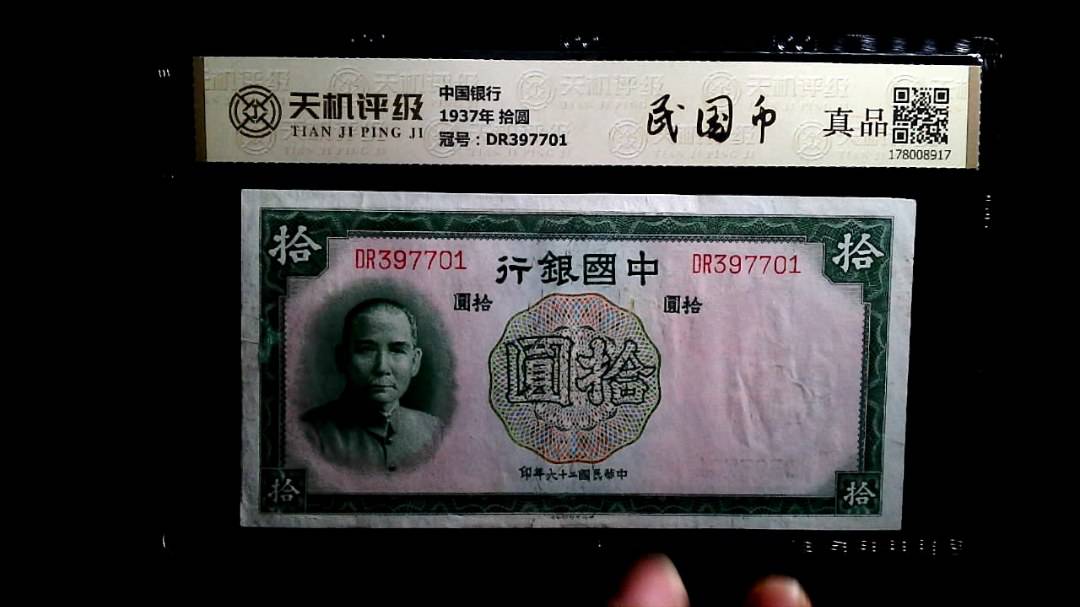 天机评级
TIAN JI PING JI
中国银行
1937年 拾圆
冠号：DR397701
民国币
真品
178008917
拾
拾
DR397701
行銀國中
DR397701
圓拾
圓拾
圓拾
印年六十二國民華中
拾
拾